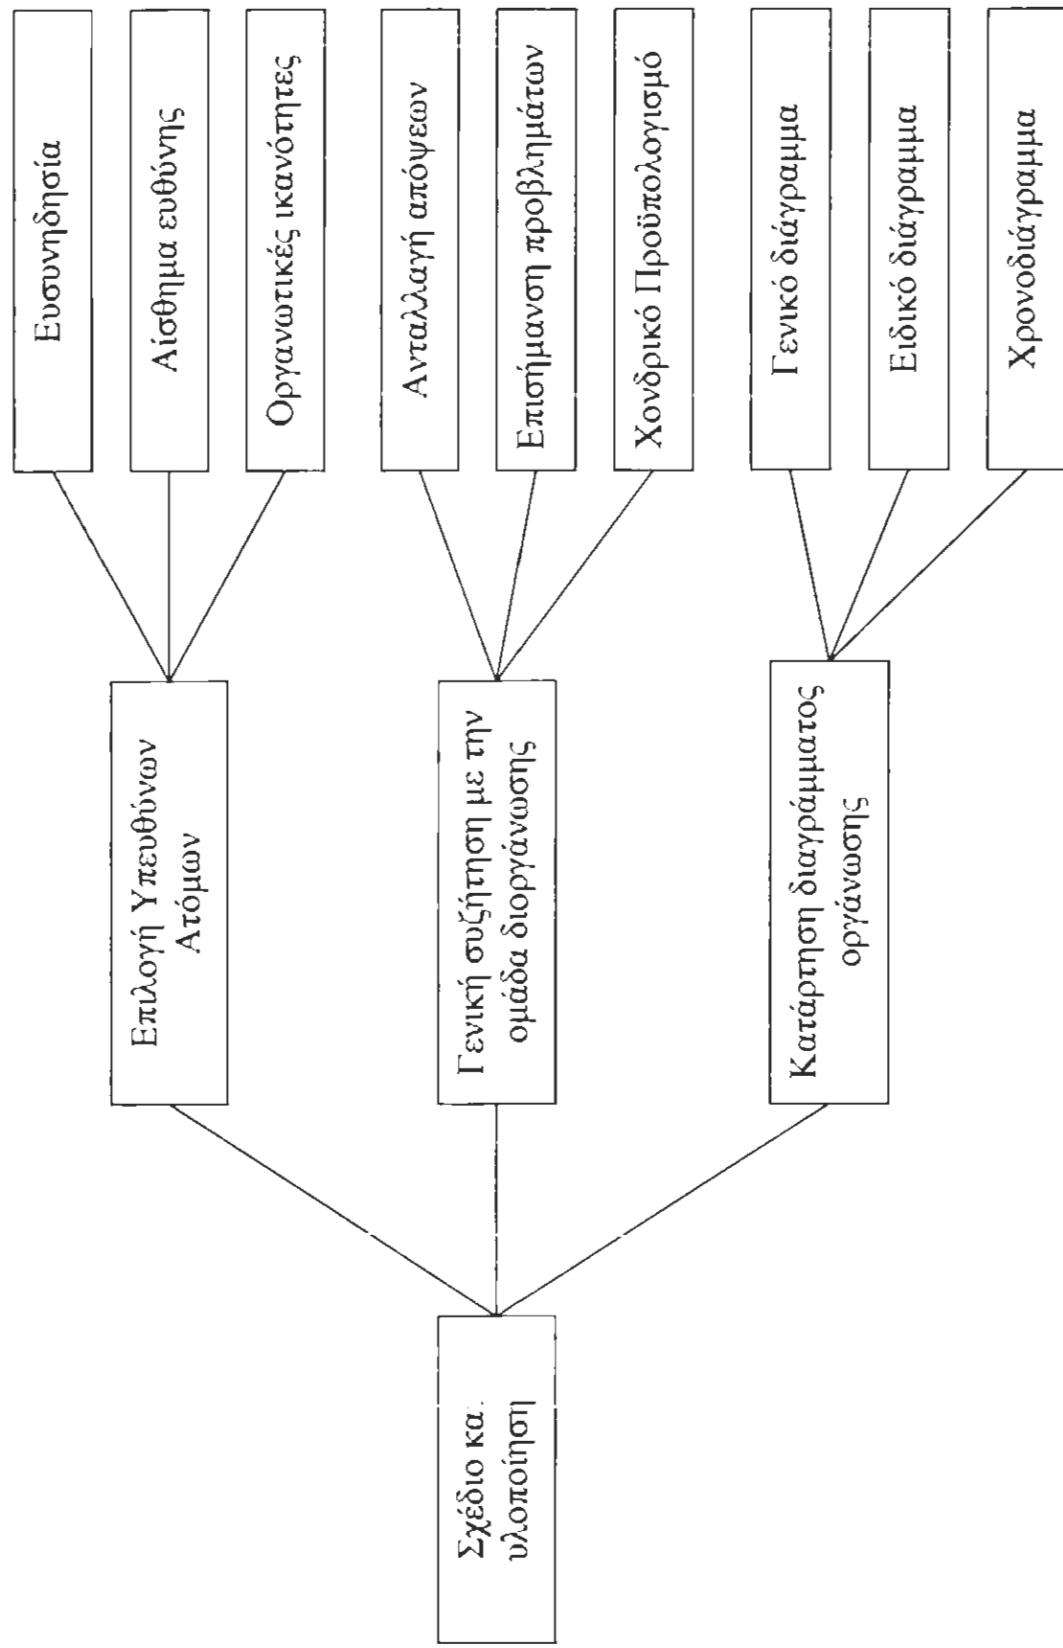 Σχέδιο κα
υλοποίηση
Επιλογή Υπευθύνων
Ατόμων
Ευσυνηδησία
Αίσθημα ευθύνης
Οργανωτικές ικανότητες
Γενική συζήτηση με την
ομάδα διοργάνωσης
Ανταλλαγή απόψεων
Επισήμανση προβλημάτων
Χονδρικό Προϋπολογισμό
Κατάρτηση διαγράμματος
οργάνωσης
Γενικό διάγραμμα
Ειδικό διάγραμμα
Χρονοδιάγραμμα